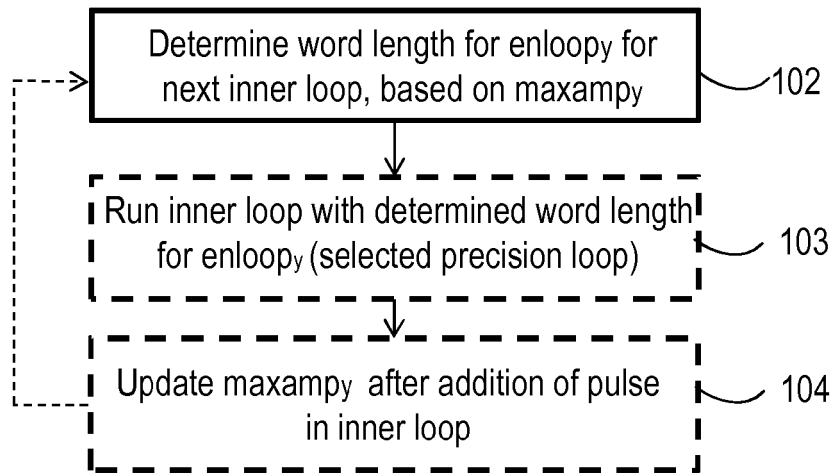 Determine word length for enloopy for
next inner loop, based on maxampy
102
Run inner loop with determined word length
for enloopy (selected precision loop)
103
Update maxampy after addition of pulse
in inner loop
104